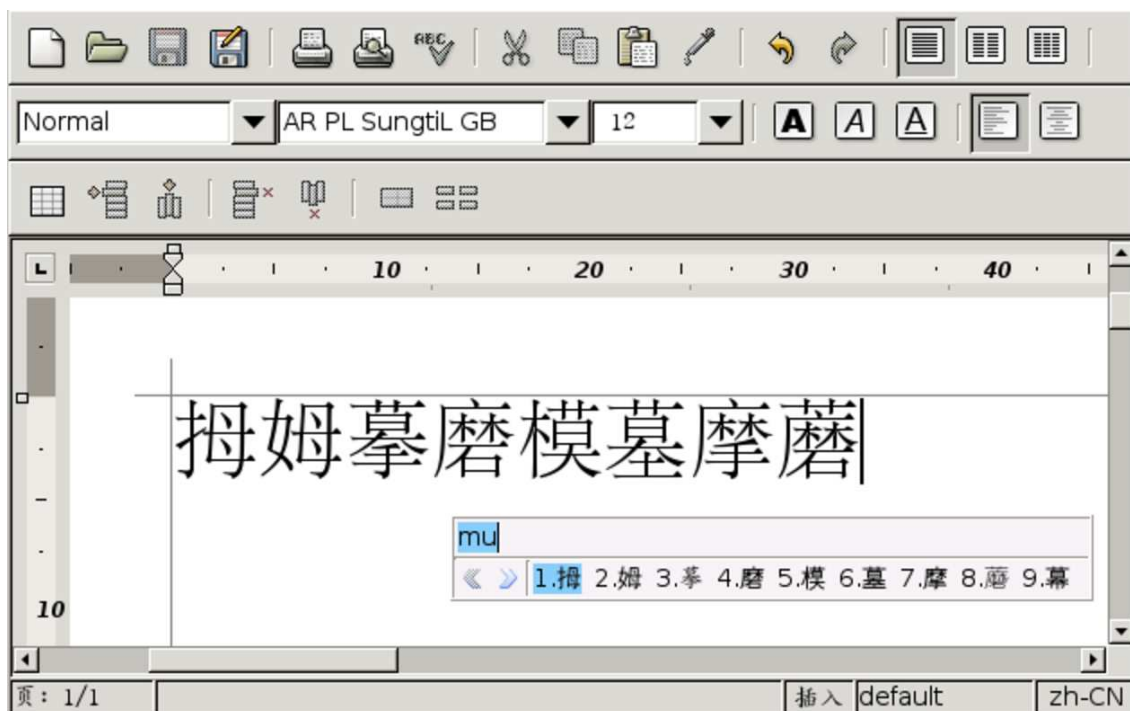 ABC
Normal AR PL SungtiL GB 12 A A A
L 10 20 30 40
拇姆摹磨模墓摩蘑
mu
1.拇 2.姆 3.摹 4.磨 5.模 6.墓 7.摩 8.蘑 9.幕
10
页: 1/1 插入 default zh-CN